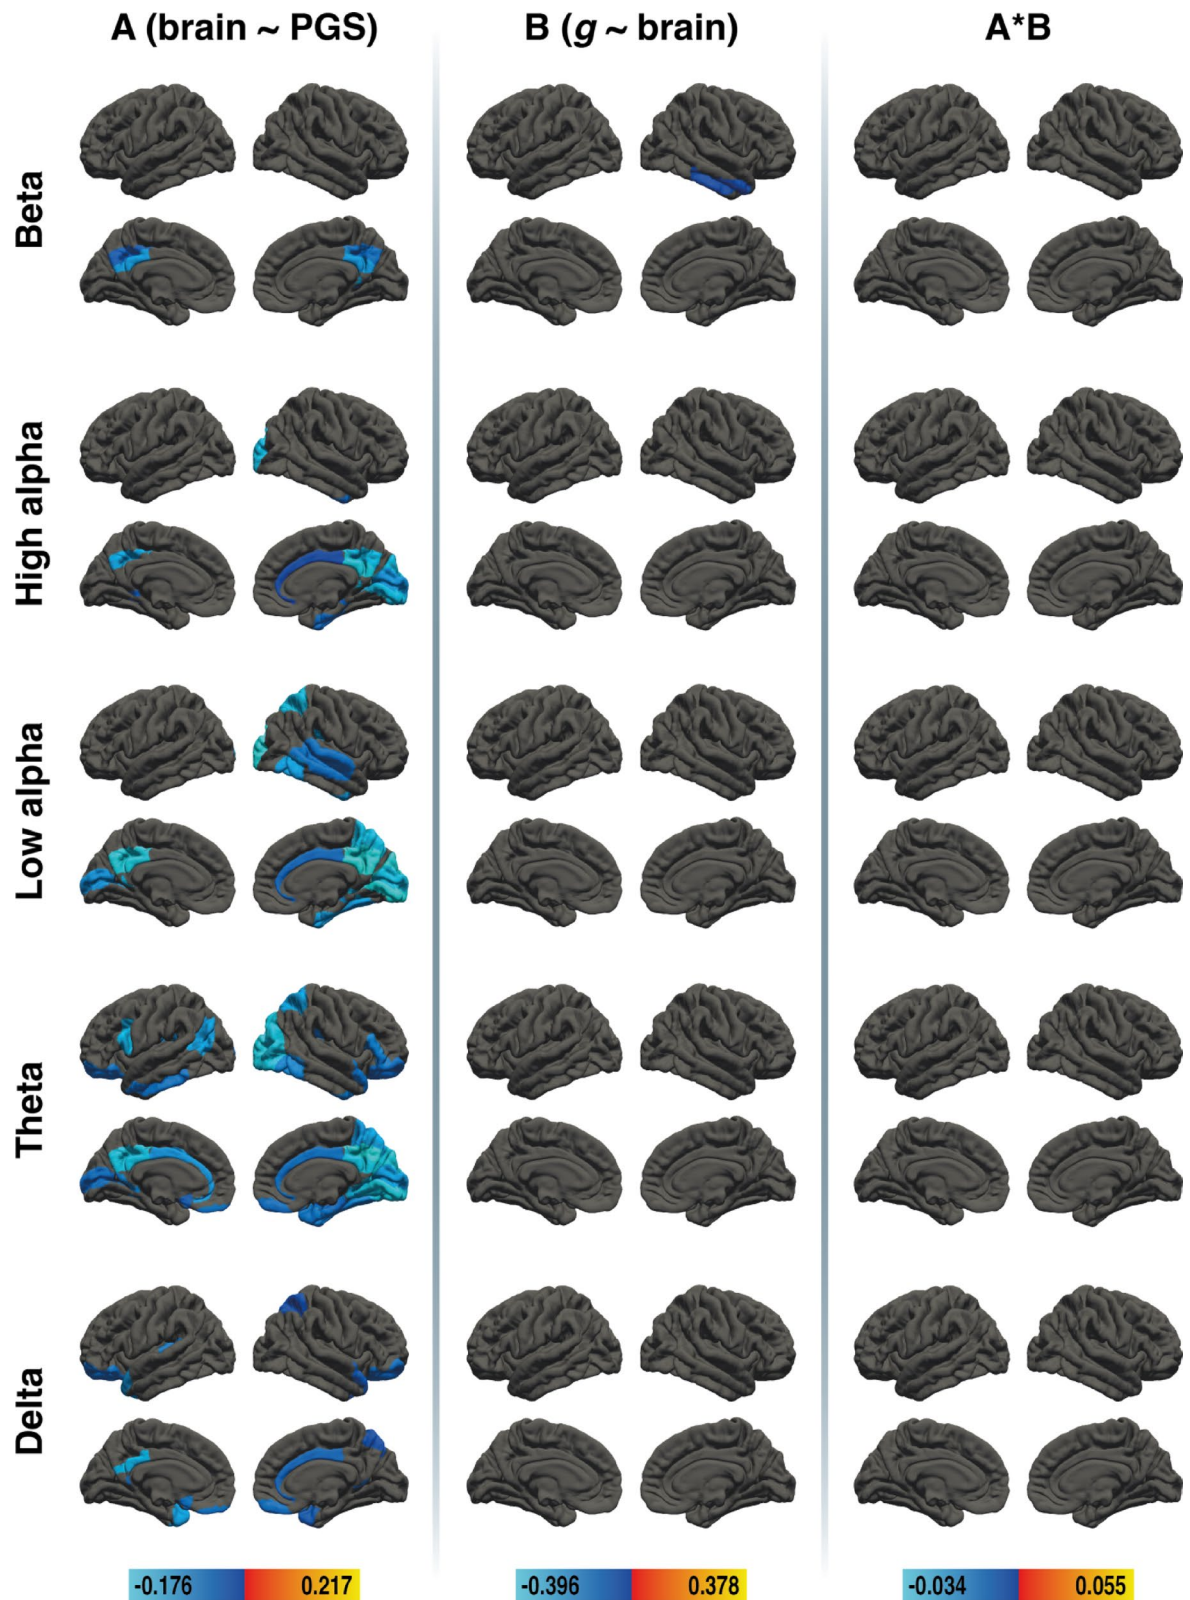 A (brain ~ PGS)
B (g ~ brain)
A*B
Beta
High alpha
Low alpha
Theta
Delta
-0.176 0.217
-0.396 0.378
-0.034 0.055